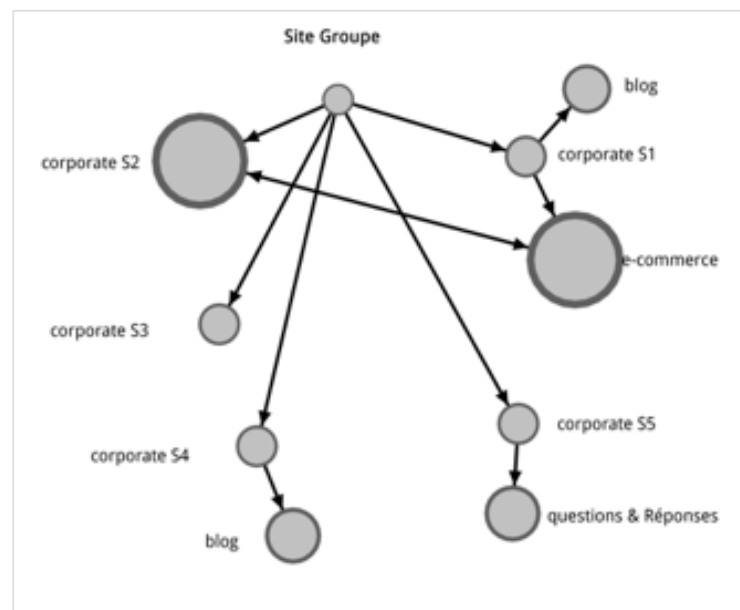 Site Groupe
blog
corporate S1
corporate S2
e-commerce
corporate S3
corporate S5
corporate S4
questions & Réponses
blog